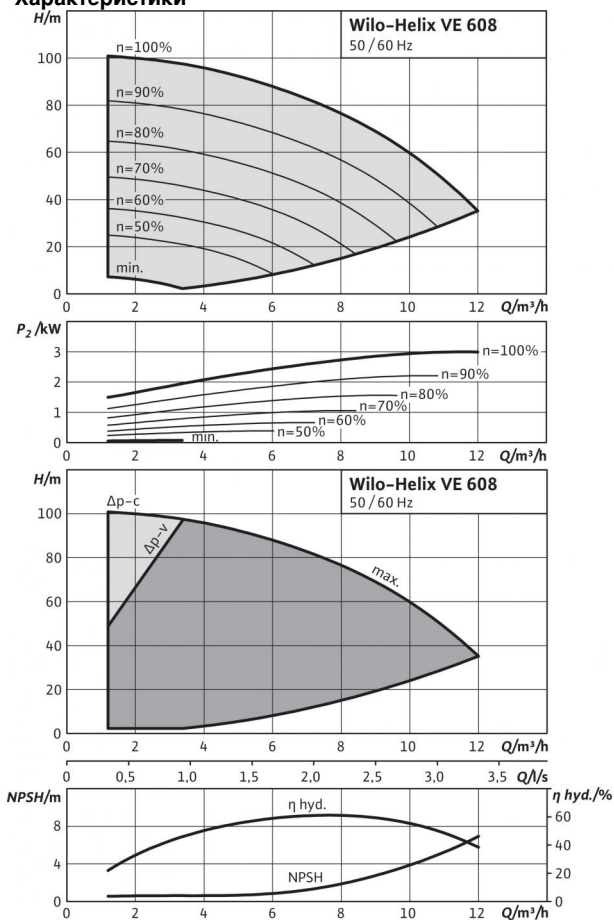 Характеристики
H/m
Wilo-Helix VE 608
50 / 60 Hz
n=100%
100
n=90%
80
n=80%
60
n=70%
40
n=60%
n=50%
20
min.
0
0 2 4 6 8 10 12 Q/m³/h
P₂ /kW
3
n=100%
n=90%
2
n=80%
n=70%
1
n=60%
n=50%
min.
0
0 2 4 6 8 10 12 Q/m³/h
H/m
Wilo-Helix VE 608
50 / 60 Hz
Δp-c
100
Δp-v
80
max.
60
40
20
0
0 2 4 6 8 10 12 Q/m³/h
0 0,5 1,0 1,5 2,0 2,5 3,0 3,5 Q/l/s
NPSH/m
η hyd./%
η hyd.
8
60
40
4
NPSH
20
0
0
0 2 4 6 8 10 12 Q/m³/h